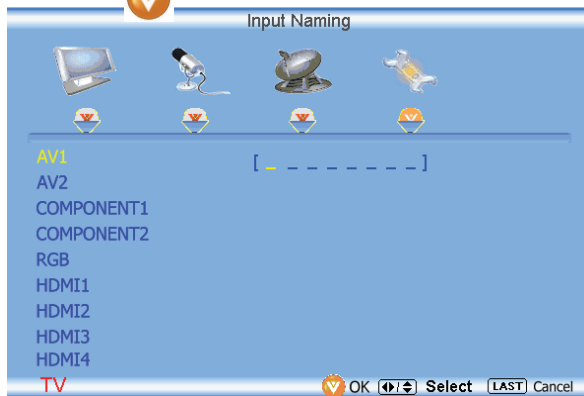 Input Naming
AV1 [ _ _ _ _ _ _ _ _ ]
AV2
COMPONENT1
COMPONENT2
RGB
HDMI1
HDMI2
HDMI3
HDMI4
TV OK Select LAST Cancel